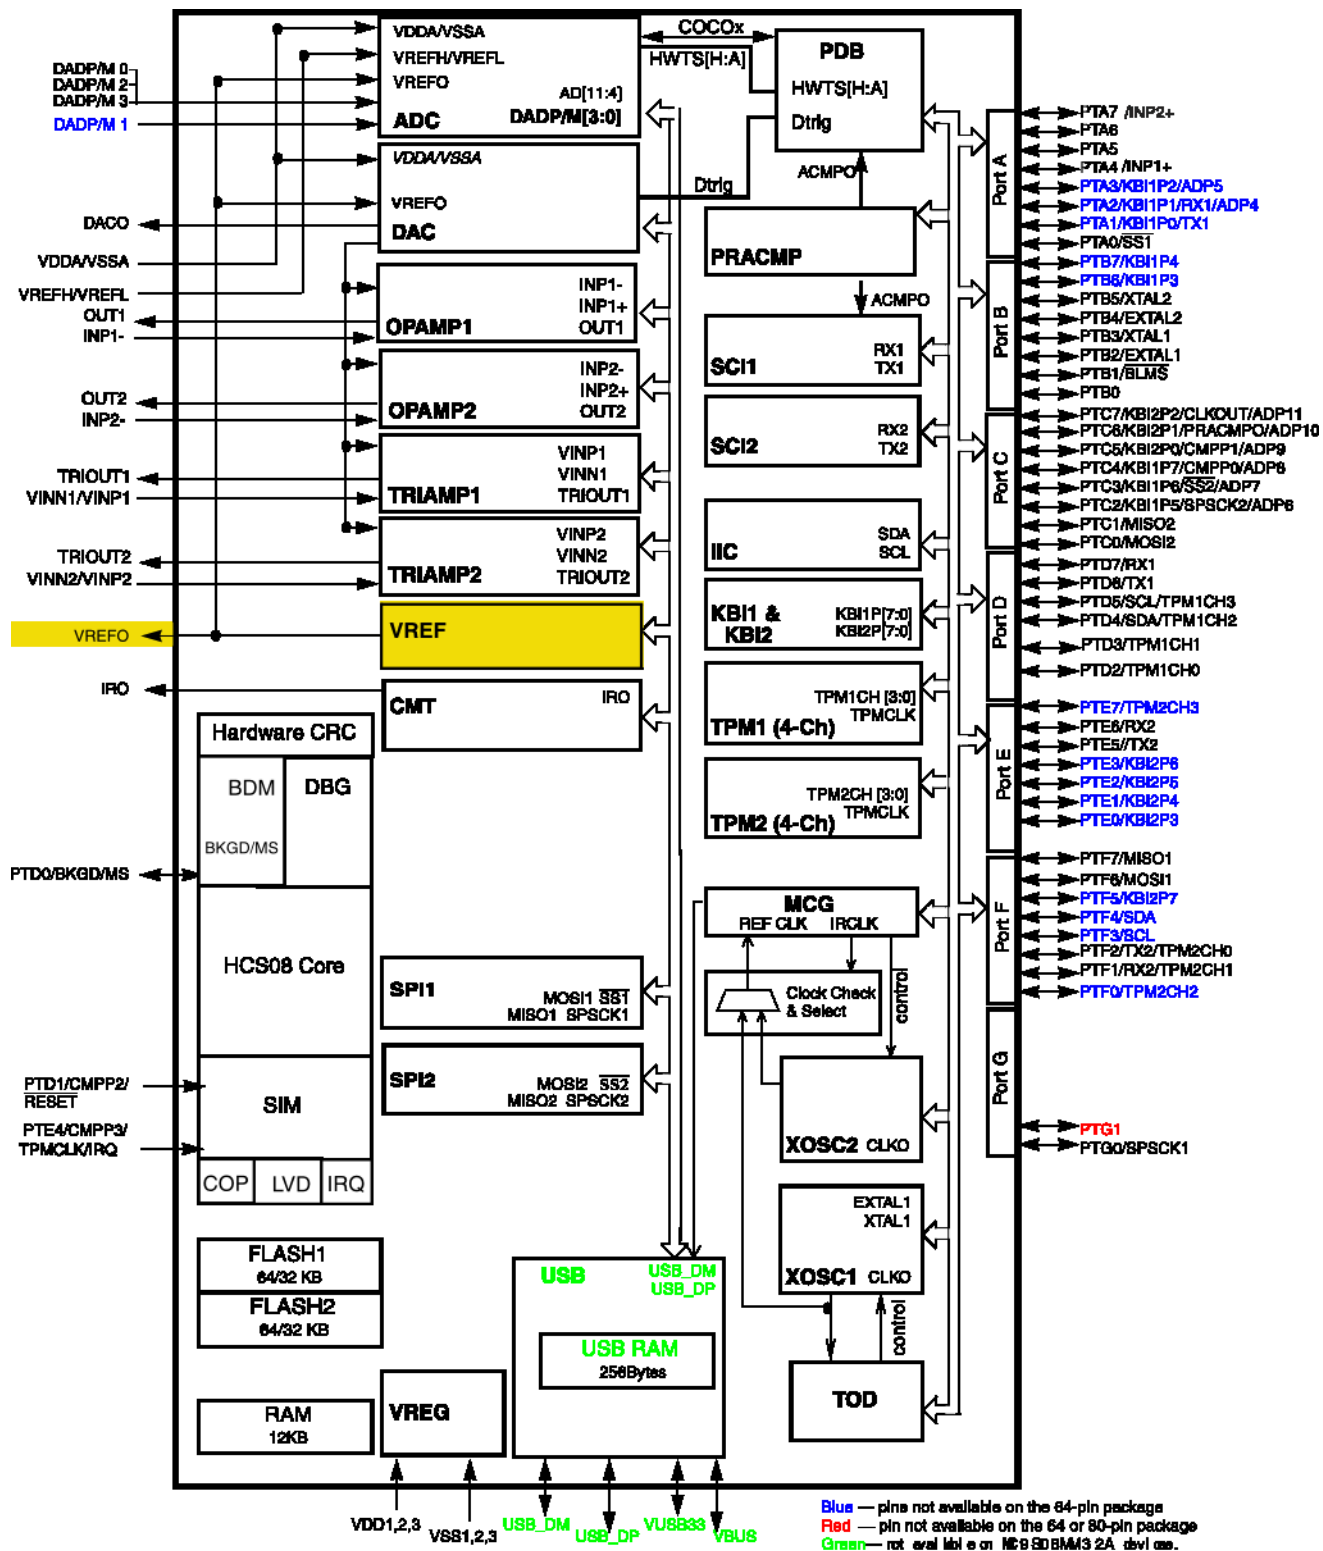 VDDA/VSSA
VREFH/VREFL
VREFO
AD[11:4]
DADP/M[3:0]
ADC
COCOx
HWTS[H:A]
PDB
HWTS[H:A]
Dtrig
DADP/M 0
DADP/M 2
DADP/M 3
DADP/M 1
VDDA/VSSA
VREFO
DAC
Dtrig
ACMPO
PRACMP
ACMPO
DACO
VDDA/VSSA
VREFH/VREFL
OUT1
INP1-
INP1-
INP1+
OUT1
OPAMP1
OUT2
INP2-
INP2-
INP2+
OUT2
OPAMP2
TRIOUT1
VINN1/VINP1
VINP1
VINN1
TRIOUT1
TRIAMP1
TRIOUT2
VINN2/VINP2
VINP2
VINN2
TRIOUT2
TRIAMP2
VREFO
VREF
IRO
IRO
CMT
RX1
TX1
SCI1
RX2
TX2
SCI2
SDA
SCL
IIC
KBI1 &
KBI2
KBI1P[7:0]
KBI2P[7:0]
TPM1CH [3:0]
TPMCLK
TPM1 (4-Ch)
TPM2CH [3:0]
TPMCLK
TPM2 (4-Ch)
Hardware CRC
BDM
DBG
BKGD/MS
PTD0/BKGD/MS
HCS08 Core
PTD1/CMPP2/
RESET
SIM
PTE4/CMPP3/
TPMCLK/IRQ
COP
LVD
IRQ
SPI1
MOSI1 SS1
MISO1 SPSCK1
SPI2
MOSI2 SS2
MISO2 SPSCK2
MCG
REF CLK
IRCLK
Clock Check
& Select
control
XOSC2 CLKO
EXTAL1
XTAL1
XOSC1 CLKO
control
TOD
FLASH1
64/32 KB
FLASH2
64/32 KB
RAM
12KB
VREG
USB
USB_DM
USB_DP
USB RAM
256Bytes
VDD1,2,3
VSS1,2,3
USB_DM
USB_DP
VUSB33
VBUS
Port A
PTA7 /INP2+
PTA6
PTA5
PTA4 /INP1+
PTA3/KBI1P2/ADP5
PTA2/KBI1P1/RX1/ADP4
PTA1/KBI1P0/TX1
PTA0/SS1
Port B
PTB7/KBI1P4
PTB6/KBI1P3
PTB5/XTAL2
PTB4/EXTAL2
PTB3/XTAL1
PTB2/EXTAL1
PTB1/BLMS
PTB0
Port C
PTC7/KBI2P2/CLKOUT/ADP11
PTC6/KBI2P1/PRACMPO/ADP10
PTC5/KBI2P0/CMPP1/ADP9
PTC4/KBI1P7/CMPP0/ADP8
PTC3/KBI1P6/SS2/ADP7
PTC2/KBI1P5/SPSCK2/ADP6
PTC1/MISO2
PTC0/MOSI2
Port D
PTD7/RX1
PTD6/TX1
PTD5/SCL/TPM1CH3
PTD4/SDA/TPM1CH2
PTD3/TPM1CH1
PTD2/TPM1CH0
Port E
PTE7/TPM2CH3
PTE6/RX2
PTE5/TX2
PTE3/KBI2P6
PTE2/KBI2P5
PTE1/KBI2P4
PTE0/KBI2P3
Port F
PTF7/MISO1
PTF6/MOSI1
PTF5/KBI2P7
PTF4/SDA
PTF3/SCL
PTF2/TX2/TPM2CH0
PTF1/RX2/TPM2CH1
PTF0/TPM2CH2
Port G
PTG1
PTG0/SPSCK1
Blue — pins not available on the 64-pin package
Red — pin not available on the 64 or 80-pin package
Green— not available on MC9S08MM32A devices.